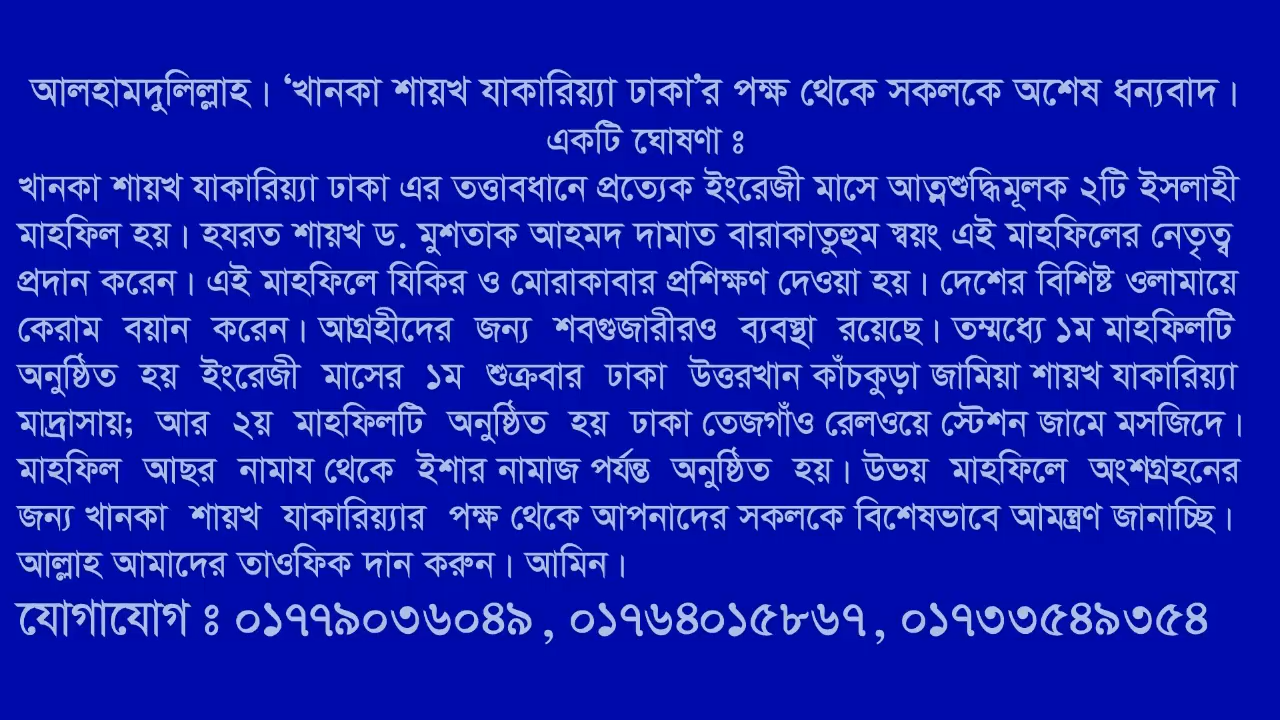 আলহামদুলিল্লাহ। ‘খানকা শায়খ যাকারিয়্যা ঢাকা’র পক্ষ থেকে সকলকে অশেষ ধন্যবাদ।
একটি ঘোষণা ঃ
খানকা শায়খ যাকারিয়্যা ঢাকা এর তত্তাবধানে প্রত্যেক ইংরেজী মাসে আত্নশুদ্ধিমূলক ২টি ইসলাহী
মাহফিল হয়। হযরত শায়খ ড. মুশতাক আহমদ দামাত বারাকাতুহুম স্বয়ং এই মাহফিলের নেতৃত্ব
প্রদান করেন। এই মাহফিলে যিকির ও মোরাকাবার প্রশিক্ষণ দেওয়া হয়। দেশের বিশিষ্ট ওলামায়ে
কেরাম বয়ান করেন। আগ্রহীদের জন্য শবগুজারীরও ব্যবস্থা রয়েছে। তম্মধ্যে ১ম মাহফিলটি
অনুষ্ঠিত হয় ইংরেজী মাসের ১ম শুক্রবার ঢাকা উত্তরখান কাঁচকুড়া জামিয়া শায়খ যাকারিয়্যা
মাদ্রাসায়; আর ২য় মাহফিলটি অনুষ্ঠিত হয় ঢাকা তেজগাঁও রেলওয়ে স্টেশন জামে মসজিদে।
মাহফিল আছর নামায থেকে ইশার নামাজ পর্যন্ত অনুষ্ঠিত হয়। উভয় মাহফিলে অংশগ্রহনের
জন্য খানকা শায়খ যাকারিয়্যার পক্ষ থেকে আপনাদের সকলকে বিশেষভাবে আমন্ত্রণ জানাচ্ছি।
আল্লাহ আমাদের তাওফিক দান করুন। আমিন।
যোগাযোগ ঃ ০১৭৭৯০৩৬০৪৯, ০১৭৬৪০১৫৮৬৭, ০১৭৩৩৫৪৯৩৫৪